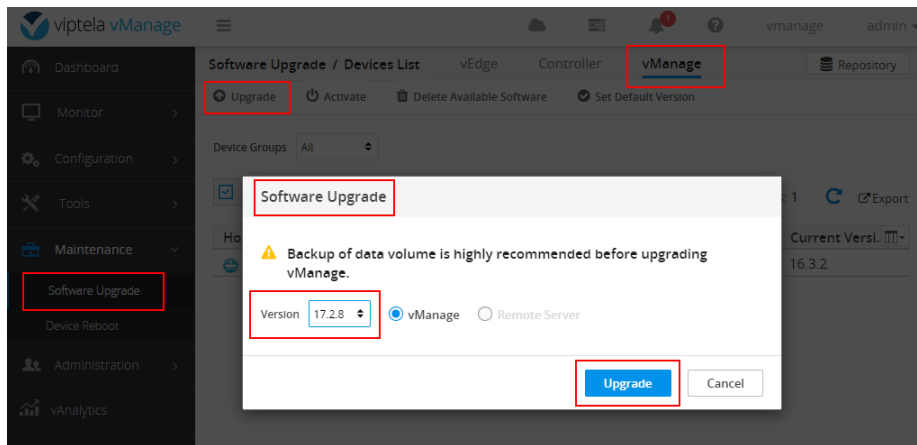 viptela vManage
1
vmanage
admin
Dashboard
Monitor
Configuration
Tools
Maintenance
Software Upgrade
Device Reboot
Administration
vAnalytics
Software Upgrade / Devices List
vEdge
Controller
vManage
Repository
Upgrade
Activate
Delete Available Software
Set Default Version
Device Groups
All
: 1
Export
Ho
Current Versi.
16.3.2
Software Upgrade
Backup of data volume is highly recommended before upgrading
vManage.
Version
17.2.8
vManage
Remote Server
Upgrade
Cancel